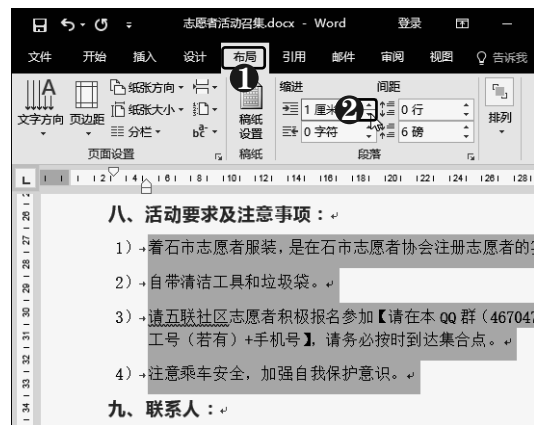 志愿者活动召集.docx - Word 登录
文件 开始 插入 设计 布局 引用 邮件 审阅 视图 告诉我
1
文字方向 页边距 纸张方向 纸张大小 分栏 稿纸设置 缩进 1 厘米 0 字符 间距 0 行 6 磅 排列
2
页面设置 稿纸 段落
八、活动要求及注意事项：
1）着石市志愿者服装，是在石市志愿者协会注册志愿者的
2）自带清洁工具和垃圾袋。
3）请五联社区志愿者积极报名参加【请在本 QQ 群（467047
工号（若有）+手机号】，请务必按时到达集合点。
4）注意乘车安全，加强自我保护意识。
九、联系人：